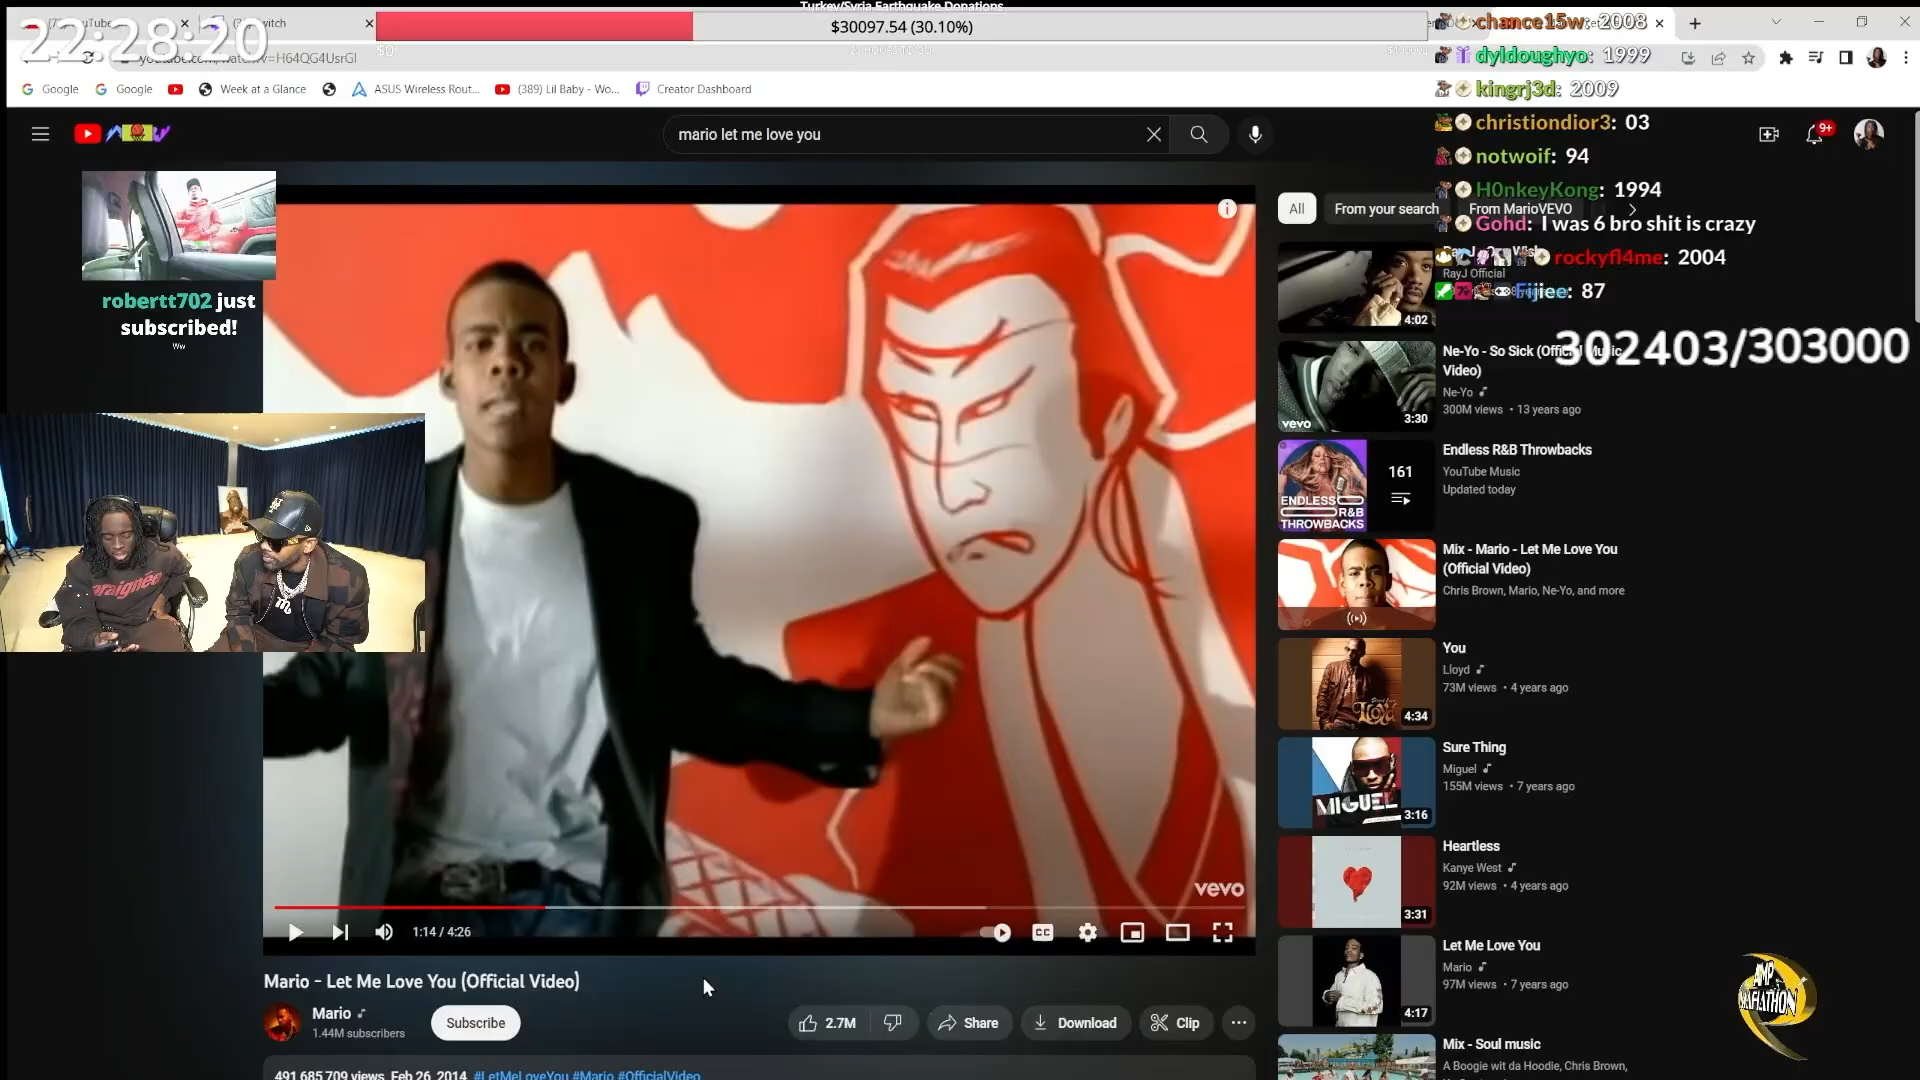 Turkey/Syria Earthquake Donations
22:28:20
$30097.54 (30.10%)
$0
Google
Google
Week at a Glance
ASUS Wireless Rout...
(389) Lil Baby - Wo...
Creator Dashboard
mario let me love you
9+
chance15w: 2008
dyldoughyo: 1999
kingrj3d: 2009
christiondior3: 03
notwoif: 94
H0nkeyKong: 1994
Gohd: I was 6 bro shit is crazy
rockyfl4me: 2004
Fijiee: 87
302403/303000
robertt702 just
subscribed!
Ww
All
From your search
From MarioVEVO
RayJ Official
4:02
Ne-Yo - So Sick (Official Music
Video)
Ne-Yo
300M views • 13 years ago
3:30
vevo
Endless R&B Throwbacks
YouTube Music
Updated today
161
ENDLESS
R&B
THROWBACKS
Mix - Mario - Let Me Love You
(Official Video)
Chris Brown, Mario, Ne-Yo, and more
You
Lloyd
73M views • 4 years ago
4:34
Sure Thing
Miguel
155M views • 7 years ago
MIGUEL
3:16
Heartless
Kanye West
92M views • 4 years ago
3:31
Let Me Love You
Mario
97M views • 7 years ago
4:17
Mix - Soul music
A Boogie wit da Hoodie, Chris Brown,
vevo
1:14 / 4:26
CC
Mario - Let Me Love You (Official Video)
Mario
1.44M subscribers
Subscribe
2.7M
Share
Download
Clip
491,685,709 views Feb 26, 2014 #LetMeLoveYou #Mario #OfficialVideo
AMP